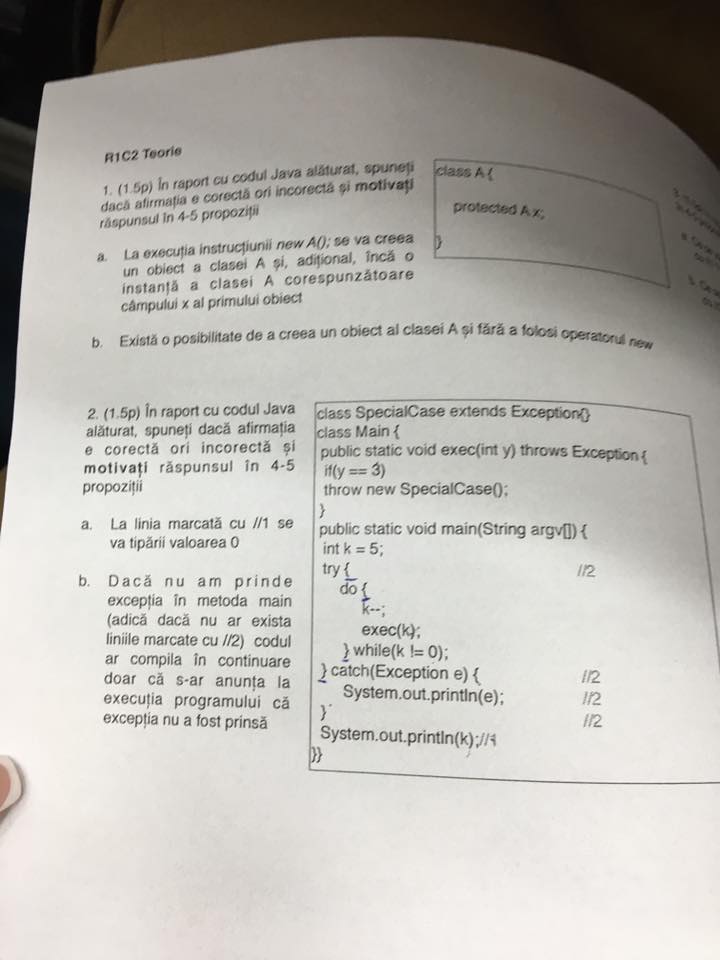 R1C2 Teorie
1. (1.5p) În raport cu codul Java alăturat, spuneți
dacă afirmația e corectă ori incorectă și motivați
răspunsul în 4-5 propoziții
class A {
protected A x;
}
a. La execuția instrucțiunii new A(); se va creea
un obiect a clasei A și, adițional, încă o
instanță a clasei A corespunzătoare
câmpului x al primului obiect
b. Există o posibilitate de a creea un obiect al clasei A și fără a folosi operatorul new
2. (1.5p) În raport cu codul Java
alăturat, spuneți dacă afirmația
e corectă ori incorectă și
motivați răspunsul în 4-5
propoziții
a. La linia marcată cu //1 se
va tipării valoarea 0
b. Dacă nu am prinde
excepția în metoda main
(adică dacă nu ar exista
liniile marcate cu //2) codul
ar compila în continuare
doar că s-ar anunța la
execuția programului că
excepția nu a fost prinsă
class SpecialCase extends Exception{}
class Main {
public static void exec(int y) throws Exception {
if(y == 3)
throw new SpecialCase();
}
public static void main(String argv[]) {
int k = 5;
try { //2
do {
k--;
exec(k);
} while(k != 0);
} catch(Exception e) { //2
System.out.println(e); //2
} //2
System.out.println(k);//1
}}